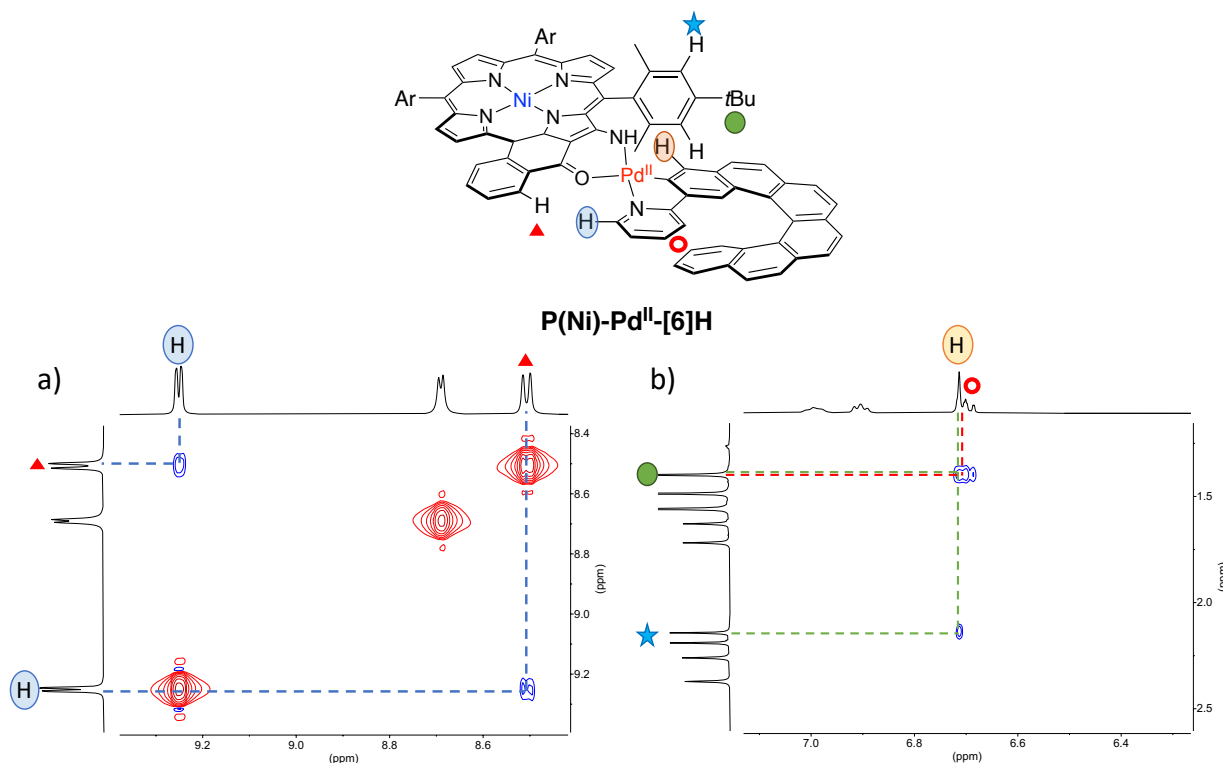 H
Ar
Ar
N
N
Ni
N
N
tBu
NH
H
H
O
Pd^II
N
H
H
P(Ni)-Pd^II-[6]H
H
a)
8.4
8.6
8.8
9.0
9.2
(ppm)
H
9.2
9.0
8.8
8.6
(ppm)
H
b)
1.5
2.0
2.5
(ppm)
7.0
6.8
6.6
6.4
(ppm)